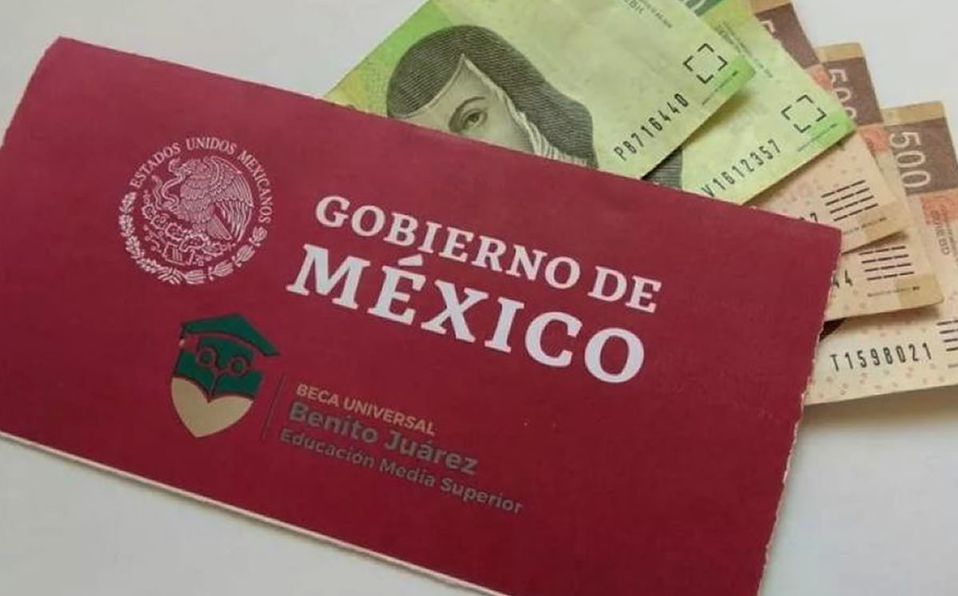 ESTADOS UNIDOS MEXICANOS
GOBIERNO DE
MÉXICO
BECA UNIVERSAL
Benito Juárez
Educación Media Superior
PB716440
V1612357
500
500
T1598021